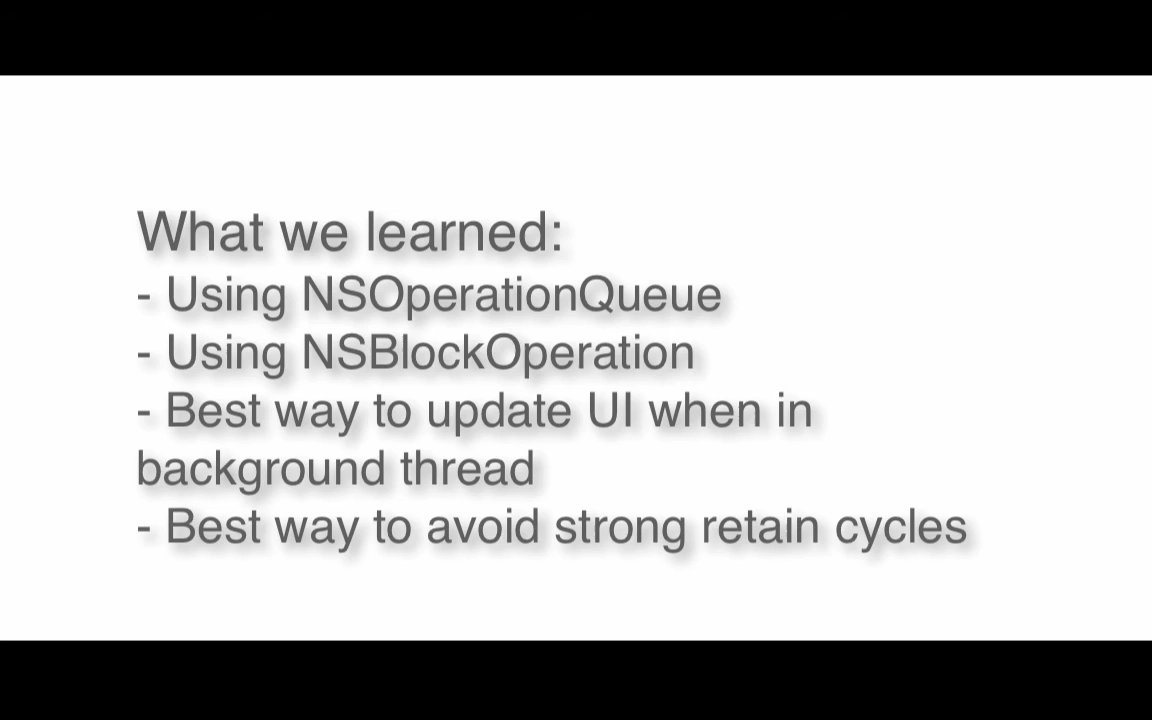 What we learned:
- Using NSOperationQueue
- Using NSBlockOperation
- Best way to update UI when in
background thread
- Best way to avoid strong retain cycles